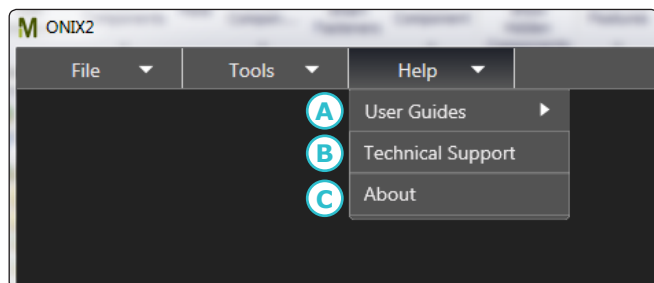 M ONIX2
File Tools Help
A User Guides
B Technical Support
C About